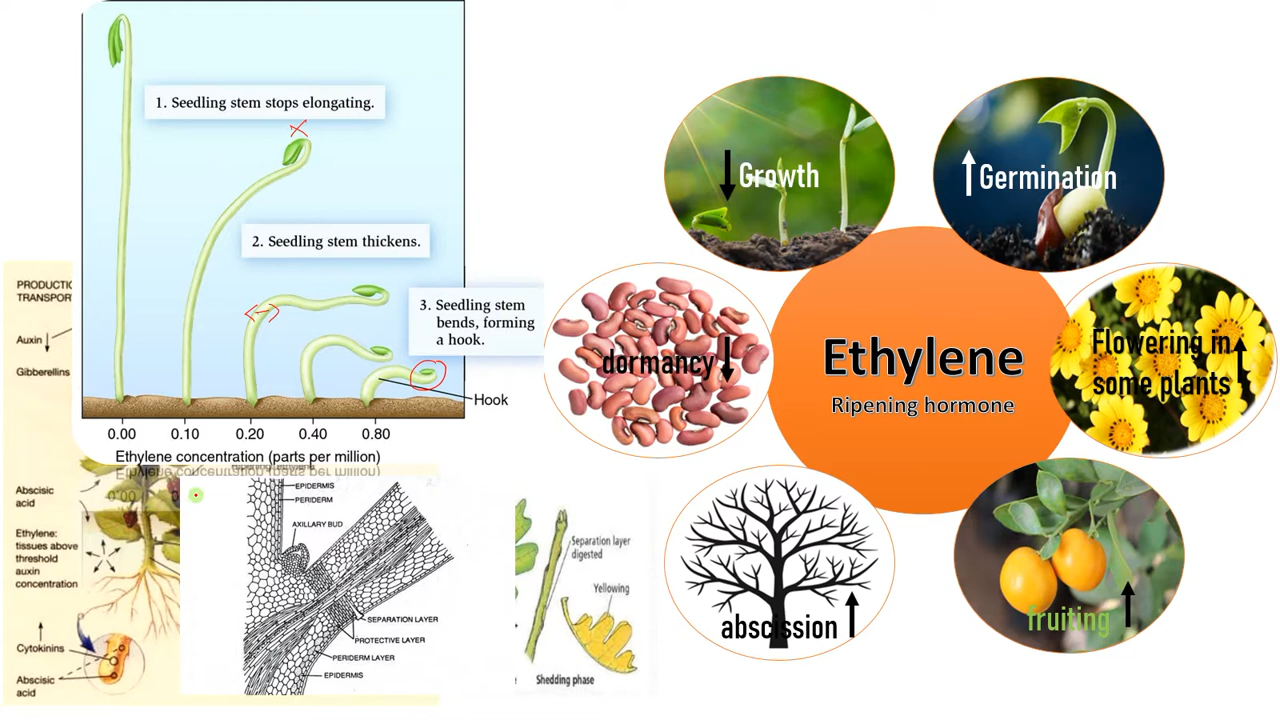 1. Seedling stem stops elongating.
2. Seedling stem thickens.
3. Seedling stem
bends, forming
a hook.
Hook
0.00 0.10 0.20 0.40 0.80
Ethylene concentration (parts per million)
Auxin
Gibberellins
Abscisic
acid
Ethylene:
tissues above
threshold
auxin
concentration
Cytokinins
Abscisic
acid
EPIDERMIS
PERIDERM
AXILLARY BUD
SEPARATION LAYER
PROTECTIVE LAYER
PERIDERM LAYER
EPIDERMIS
Separation layer
digested
Yellowing
Shedding phase
Growth
Germination
dormancy
Ethylene
Ripening hormone
Flowering in
some plants
abscission
fruiting